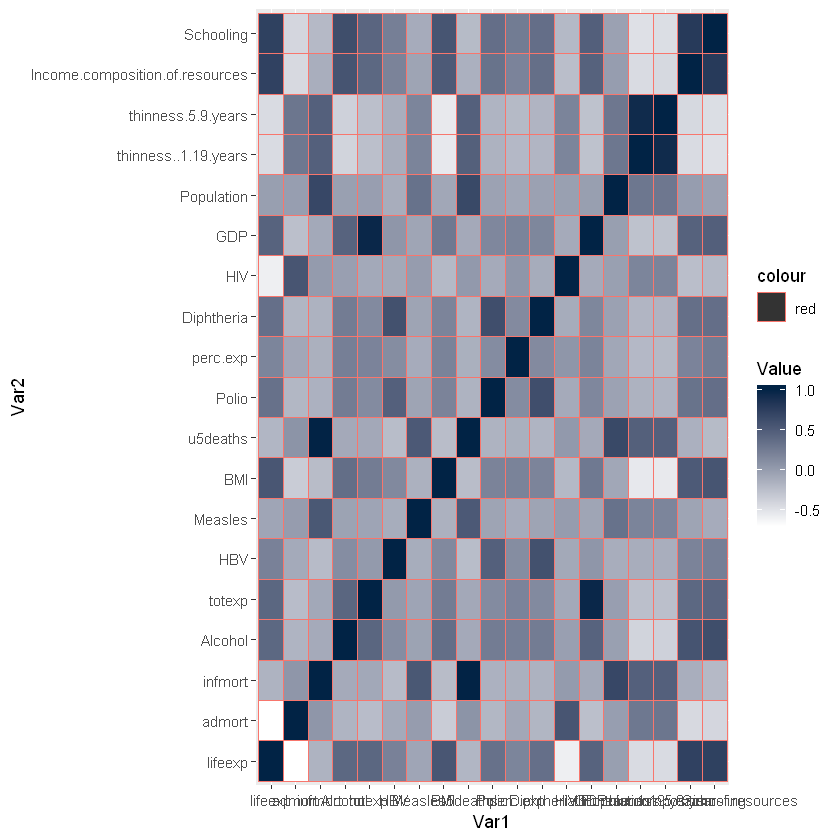 Schooling
Income.composition.of.resources
thinness.5.9.years
thinness..1.19.years
Population
GDP
HIV
Diphtheria
perc.exp
Polio
u5deaths
BMI
Measles
HBV
totexp
Alcohol
infmort
admort
lifeexp
Var2
Var1
colour
red
Value
1.0
0.5
0.0
-0.5